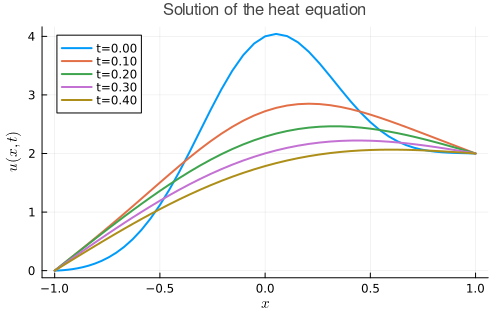 Solution of the heat equation
t=0.00
t=0.10
t=0.20
t=0.30
t=0.40
4
3
2
1
0
u(x, t)
−1.0 −0.5 0.0 0.5 1.0
x